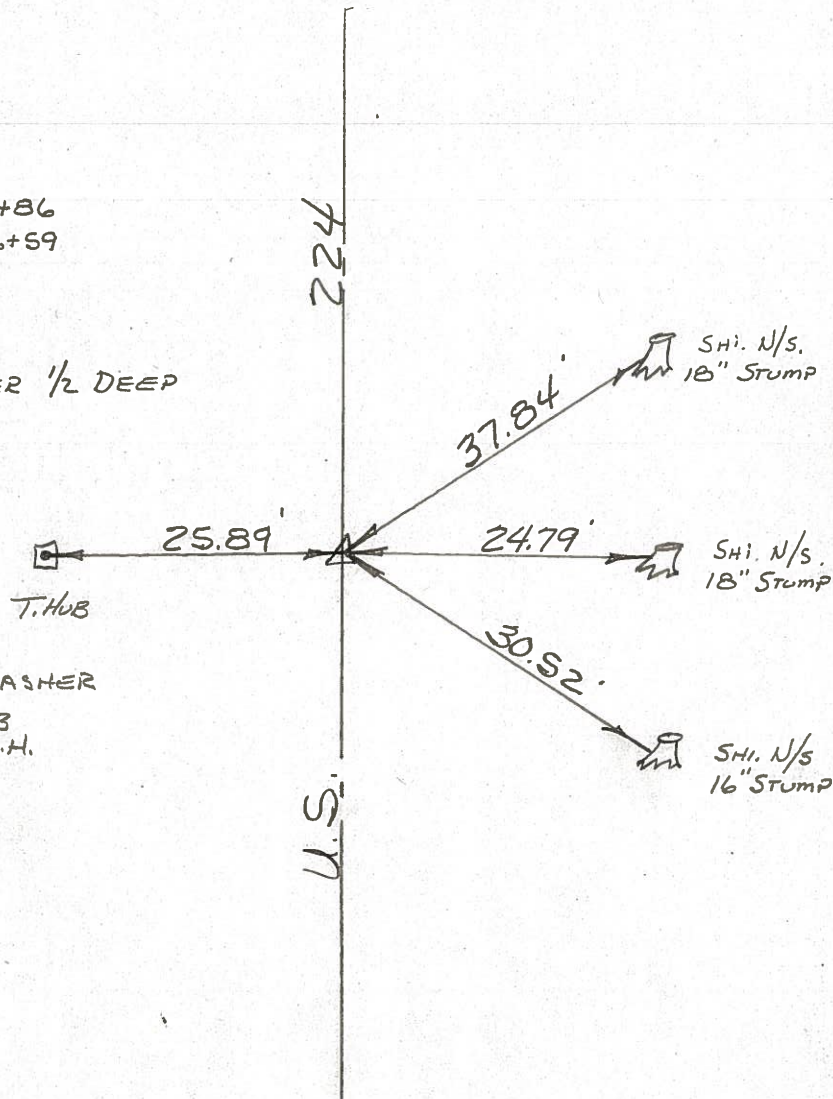 +86
+59
224
1/2 DEEP
37.84'
SHI. N/S.
18" STUMP
25.89'
24.79'
SHI. N/S.
18" STUMP
T. HUB
30.52'
ASHER
3
.H.
SHI. N/S
16" STUMP
U.S.